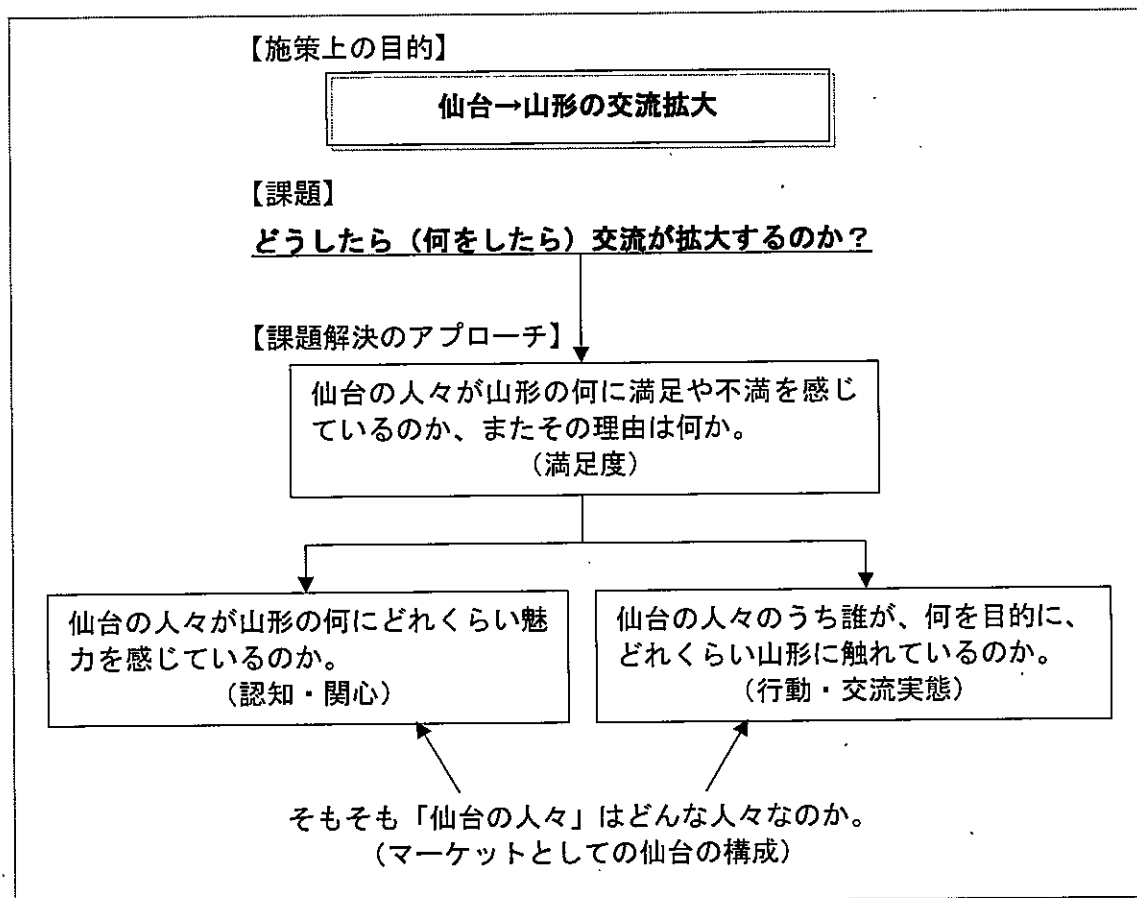 【施策上の目的】
仙台→山形の交流拡大
【課題】
どうしたら（何をしたら）交流が拡大するのか？
【課題解決のアプローチ】
仙台の人々が山形の何に満足や不満を感じ
ているのか、またその理由は何か。
（満足度）
仙台の人々が山形の何にどれくらい魅
力を感じているのか。
（認知・関心）
仙台の人々のうち誰が、何を目的に、
どれくらい山形に触れているのか。
（行動・交流実態）
そもそも「仙台の人々」はどんな人々なのか。
（マーケットとしての仙台の構成）